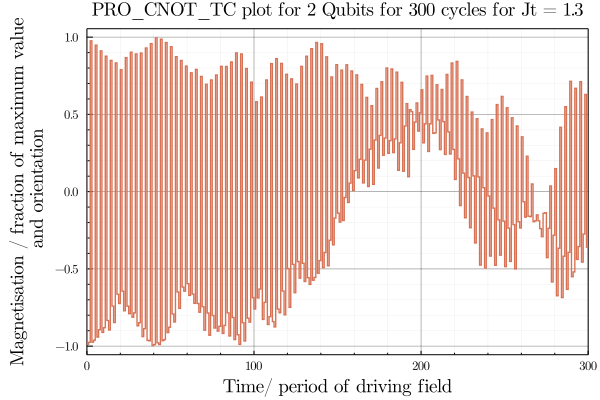 PRO_CNOT_TC plot for 2 Qubits for 300 cycles for Jt = 1.3
Magnetisation / fraction of maximum value
and orientation
1.0
0.5
0.0
−0.5
−1.0
0
100
200
300
Time/ period of driving field